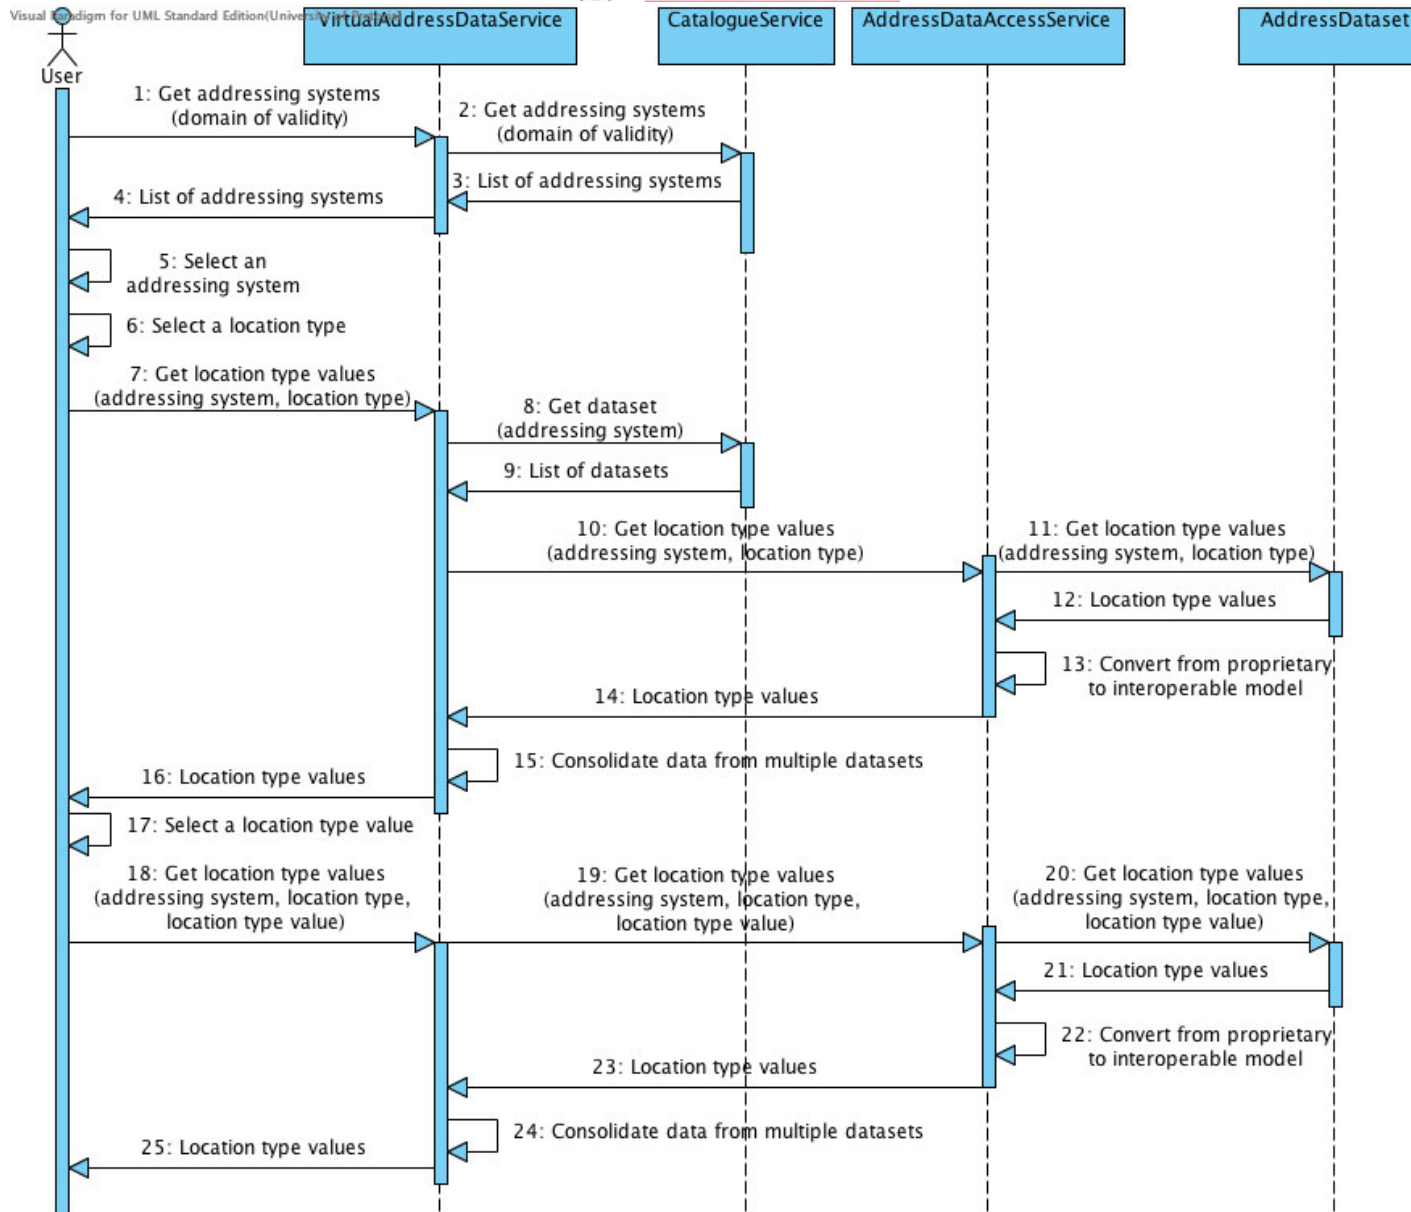 Visual Paradigm for UML Standard Edition(University of Pretoria)
VirtualAddressDataService
CatalogueService
AddressDataAccessService
AddressDataset
User
1: Get addressing systems
(domain of validity)
2: Get addressing systems
(domain of validity)
3: List of addressing systems
4: List of addressing systems
5: Select an
addressing system
6: Select a location type
7: Get location type values
(addressing system, location type)
8: Get dataset
(addressing system)
9: List of datasets
10: Get location type values
(addressing system, location type)
11: Get location type values
(addressing system, location type)
12: Location type values
13: Convert from proprietary
to interoperable model
14: Location type values
15: Consolidate data from multiple datasets
16: Location type values
17: Select a location type value
18: Get location type values
(addressing system, location type,
location type value)
19: Get location type values
(addressing system, location type,
location type value)
20: Get location type values
(addressing system, location type,
location type value)
21: Location type values
22: Convert from proprietary
to interoperable model
23: Location type values
24: Consolidate data from multiple datasets
25: Location type values